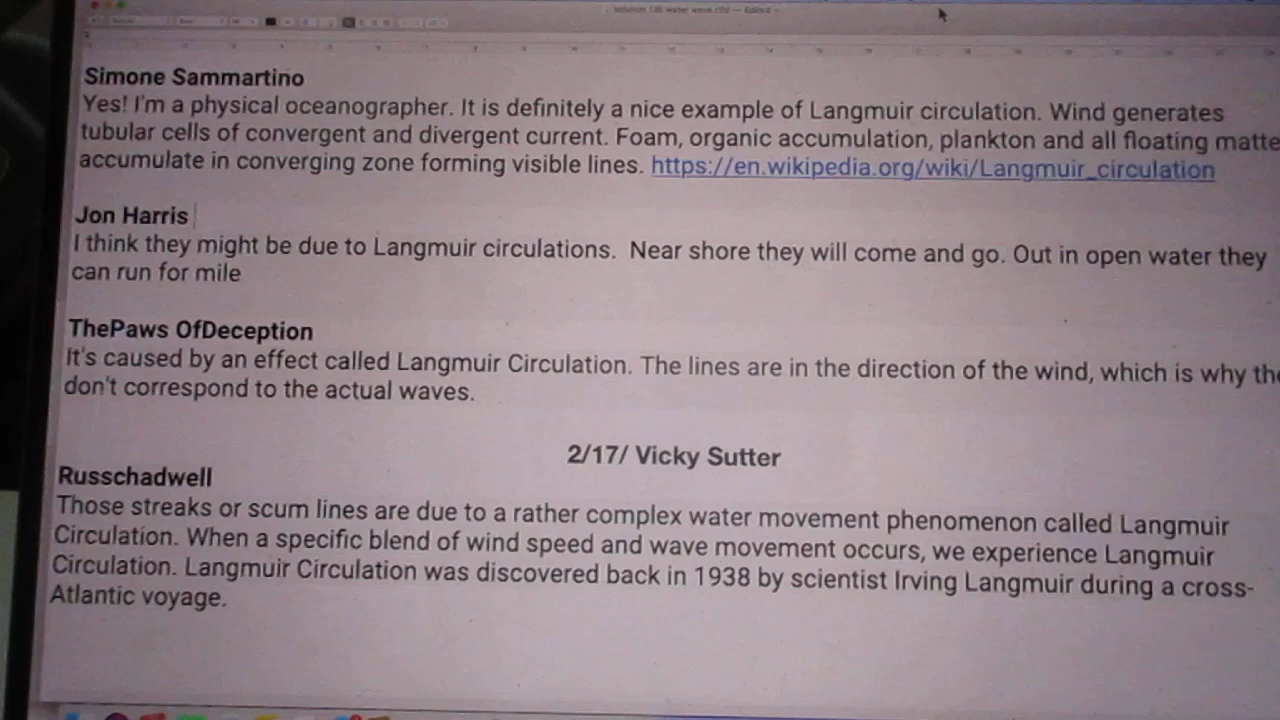 Simone Sammartino
Yes! I'm a physical oceanographer. It is definitely a nice example of Langmuir circulation. Wind generates
tubular cells of convergent and divergent current. Foam, organic accumulation, plankton and all floating matte
accumulate in converging zone forming visible lines. https://en.wikipedia.org/wiki/Langmuir_circulation
Jon Harris
I think they might be due to Langmuir circulations. Near shore they will come and go. Out in open water they
can run for mile
ThePaws OfDeception
It's caused by an effect called Langmuir Circulation. The lines are in the direction of the wind, which is why the
don't correspond to the actual waves.
2/17/ Vicky Sutter
Russchadwell
Those streaks or scum lines are due to a rather complex water movement phenomenon called Langmuir
Circulation. When a specific blend of wind speed and wave movement occurs, we experience Langmuir
Circulation. Langmuir Circulation was discovered back in 1938 by scientist Irving Langmuir during a cross-
Atlantic voyage.